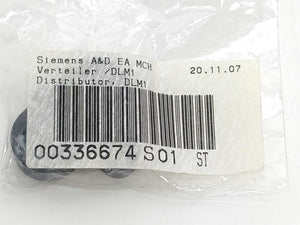 Siemens A&D EA MCH
20.11.07
Verteiler /DLM1
Distributor, DLM1
00336674 S01 ST